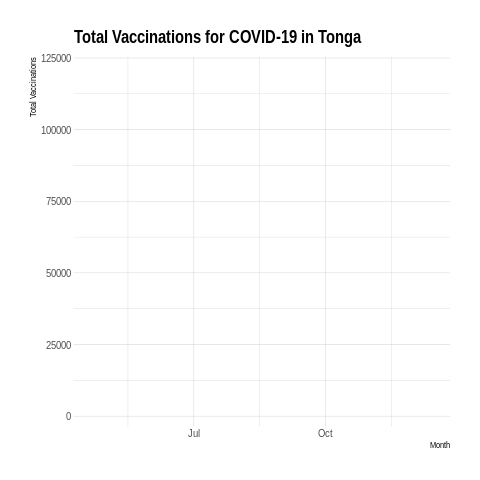 Total Vaccinations for COVID-19 in Tonga
Total Vaccinations
125000
100000
75000
50000
25000
0
Jul Oct
Month